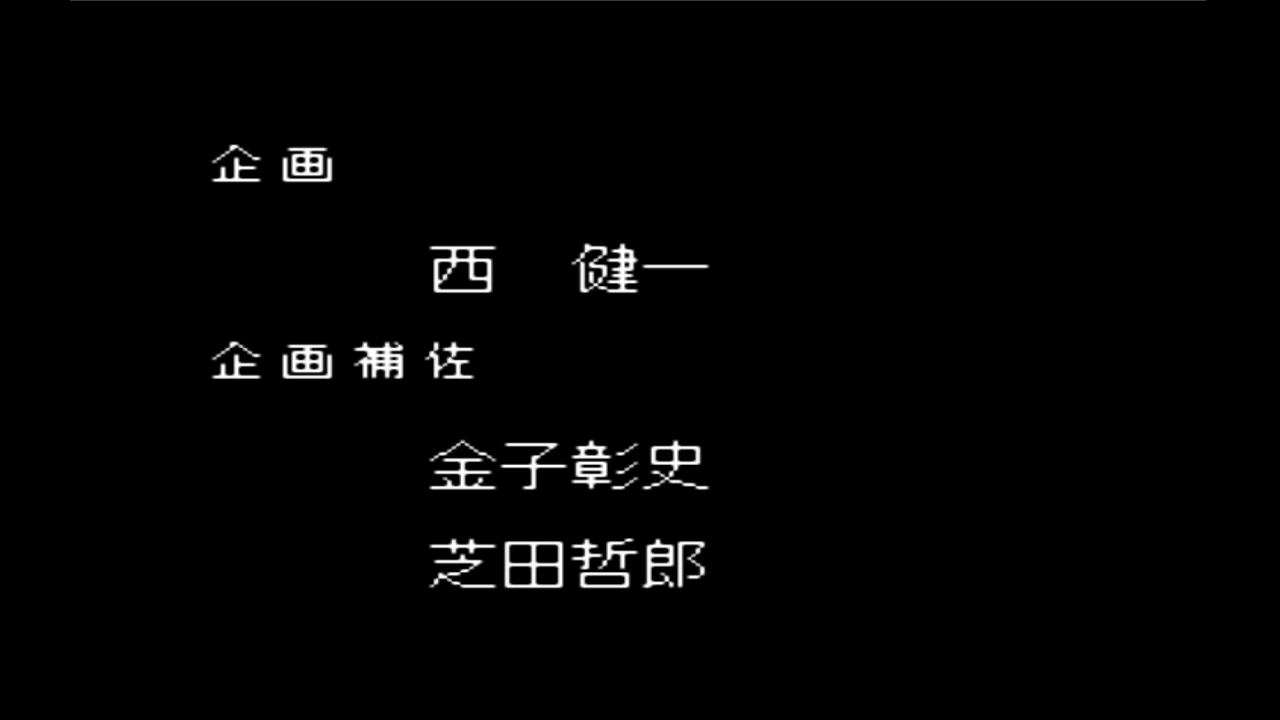 企画
西　健一
企画補佐
金子彰史
芝田哲郎